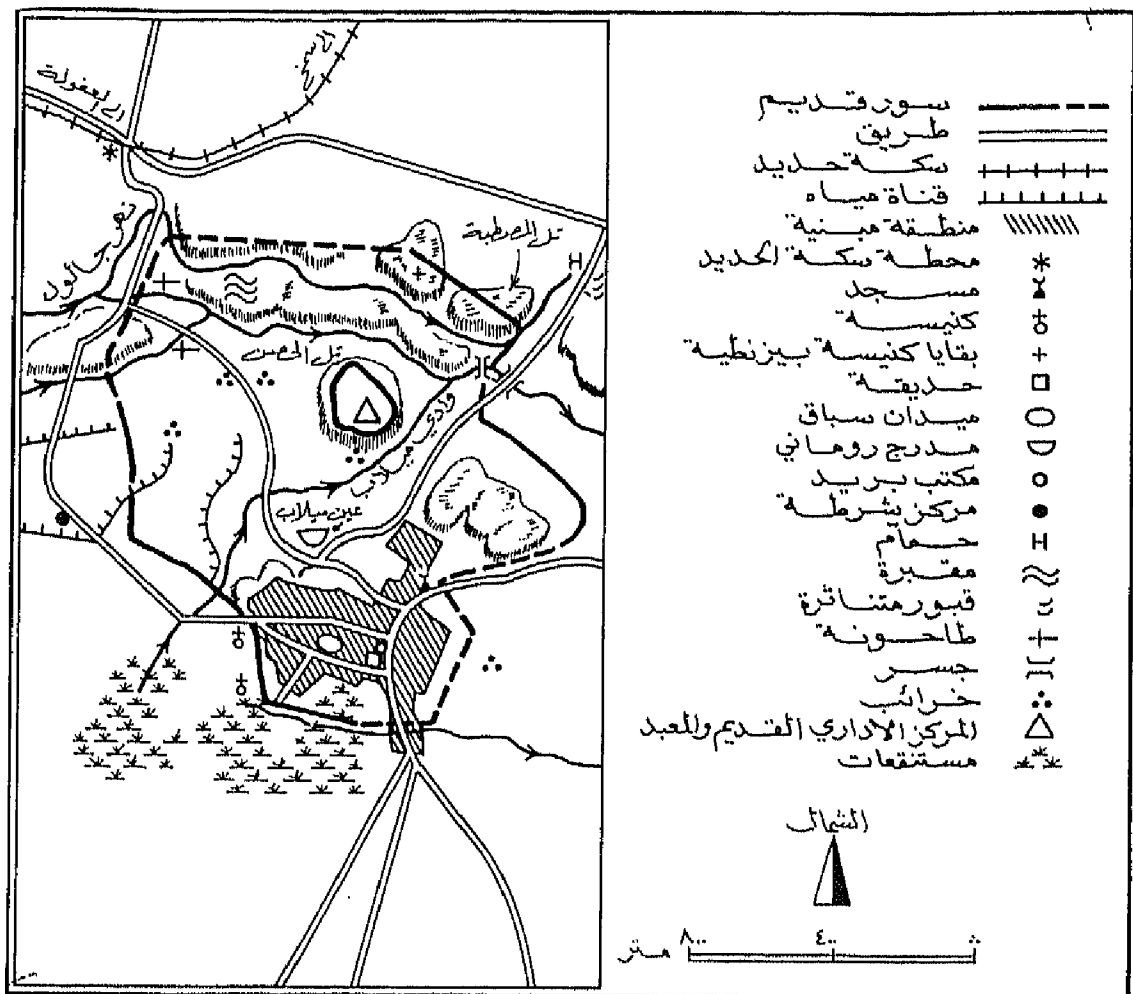 الى العفولة
نهر جالود
تل المصطبة
تل الحصن
وادي ميلاب
عين ميلاب
سور قديم
طريق
سكة حديد
قناة مياه
منطقة مبنية
محطة سكة الحديد
مسجد
كنيسة
بقايا كنيسة بيزنطية
حديقة
ميدان سباق
مدرج روماني
مكتب بريد
مركز شرطة
حمام
مقبرة
قبور متناثرة
طاحونة
جسر
خرائب
المركز الاداري القديم والمعبد
مستنقعات
الشمال
٨٠٠ ٤٠٠ ٠
متر